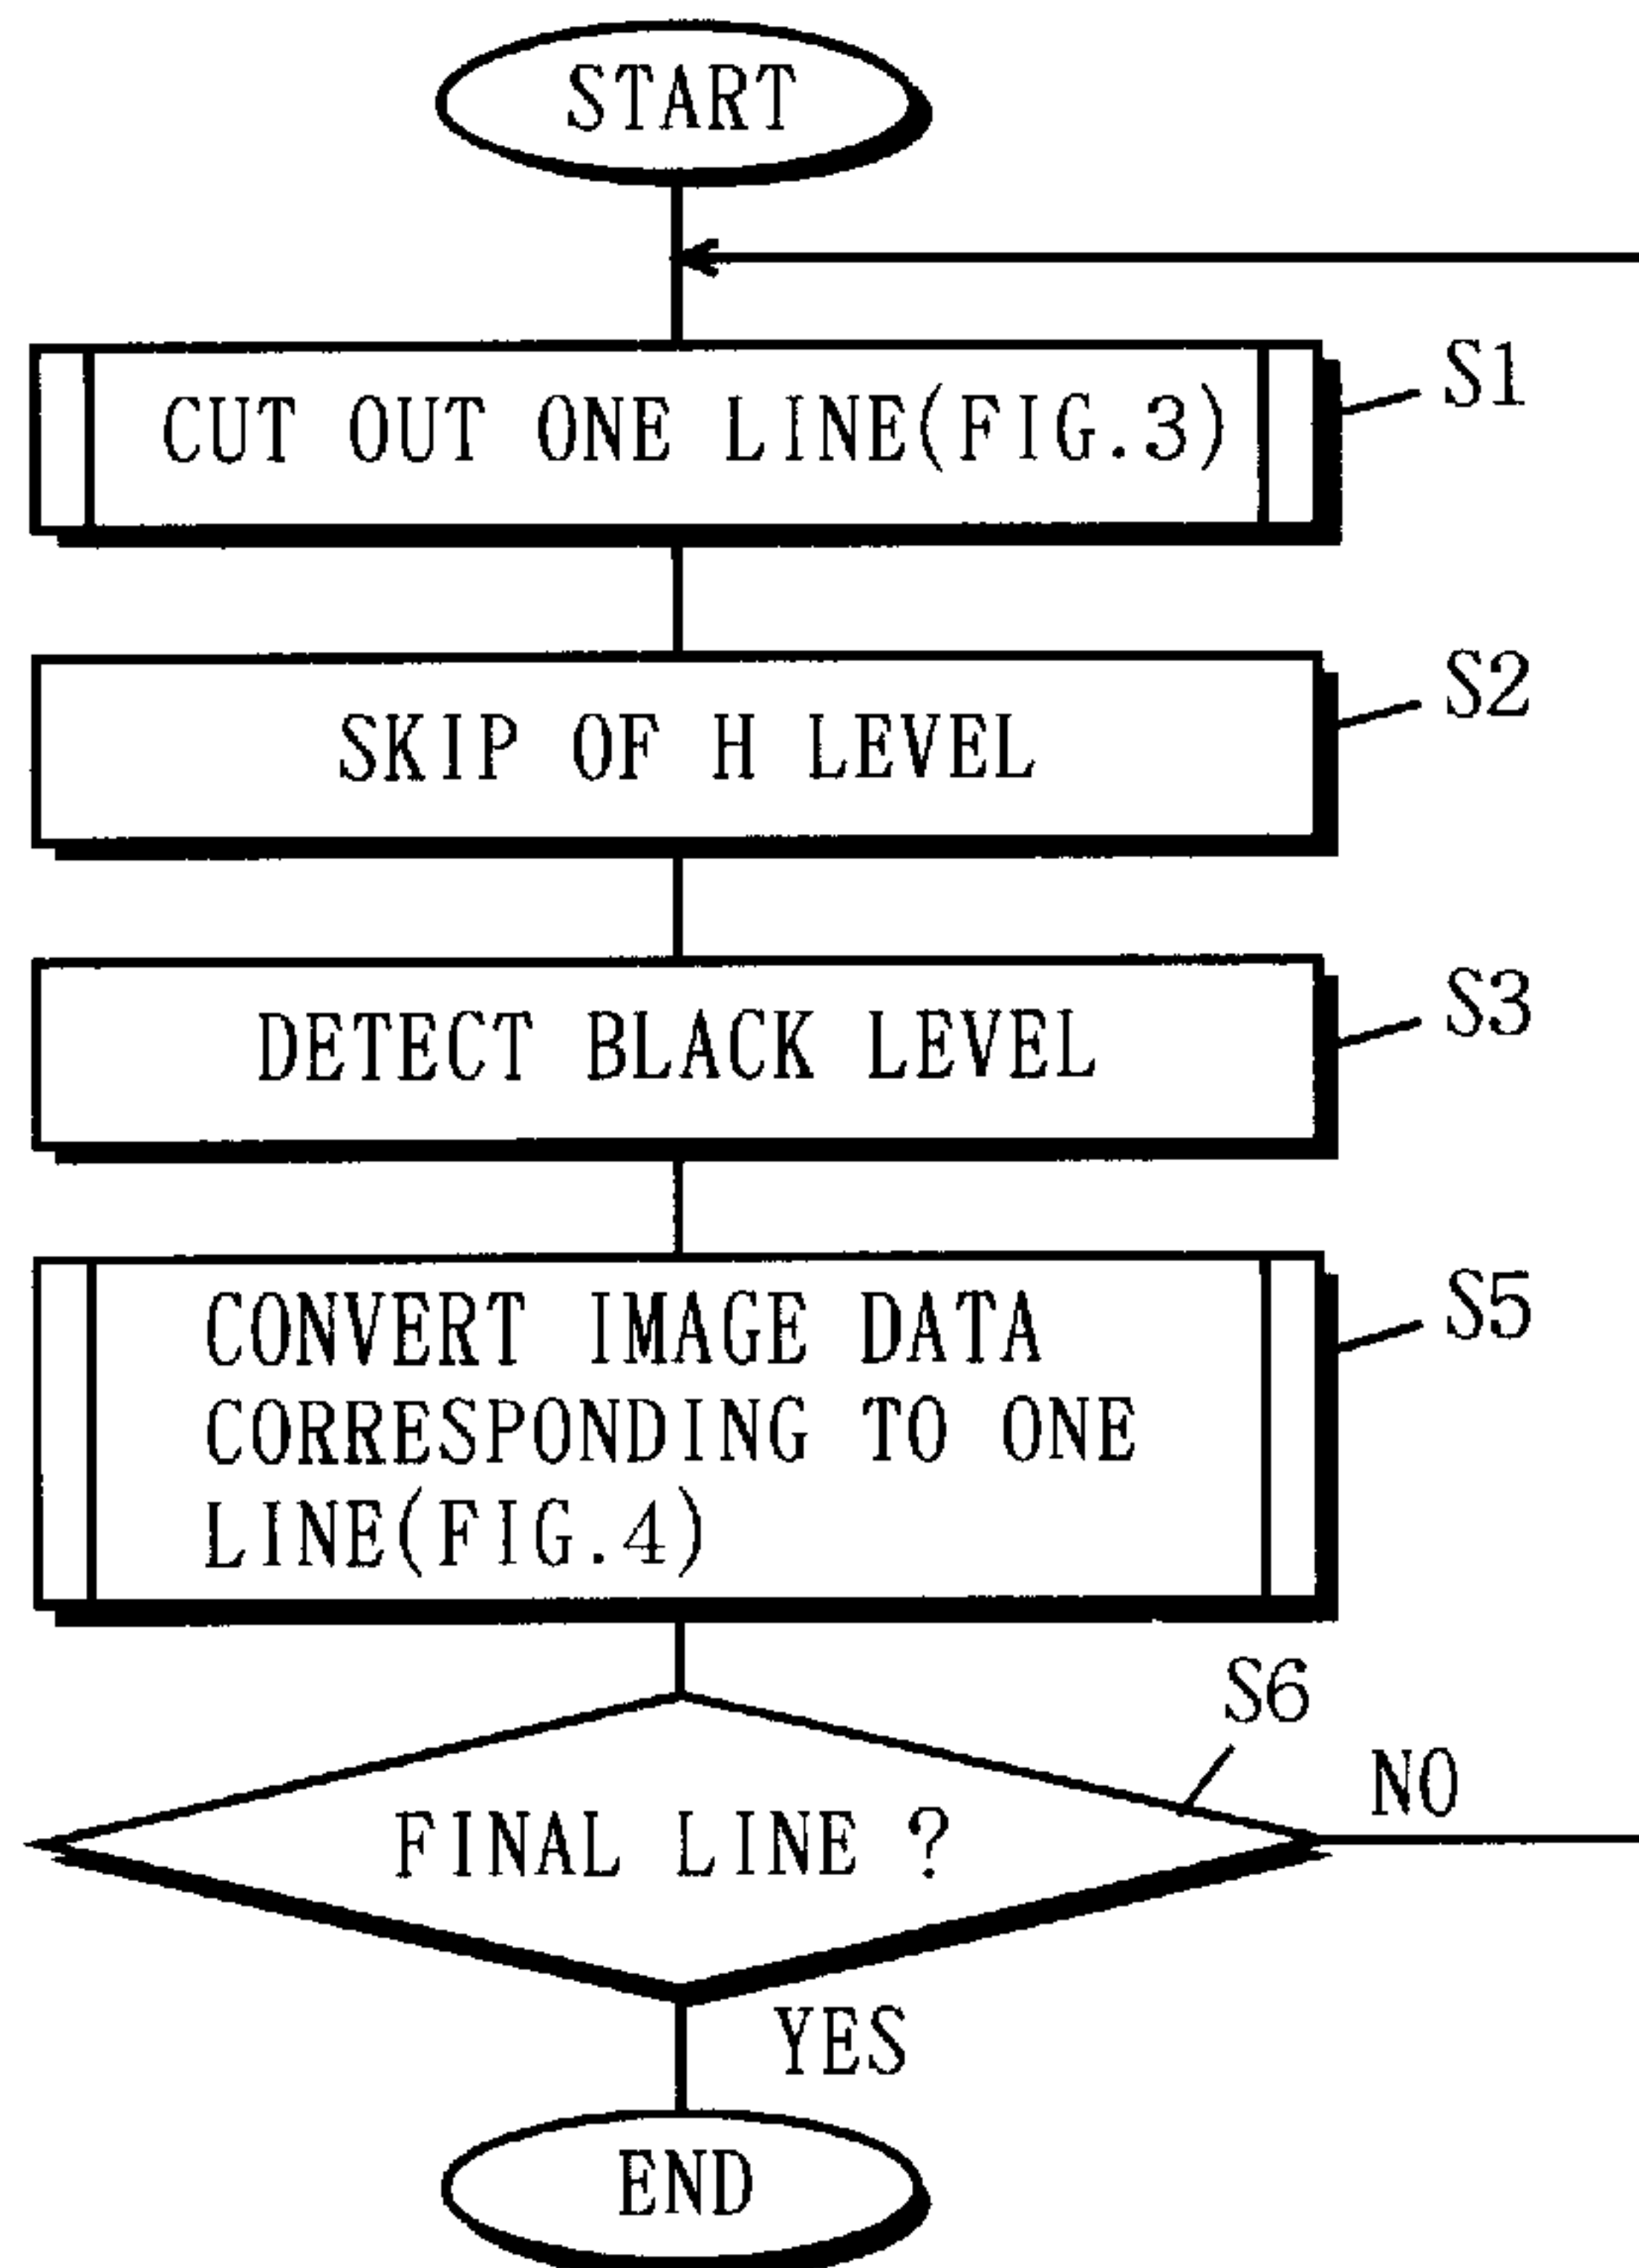 START
CUT OUT ONE LINE(FIG.3)
S1
SKIP OF H LEVEL
S2
DETECT BLACK LEVEL
S3
CONVERT IMAGE DATA
CORRESPONDING TO ONE
LINE(FIG.4)
S5
S6
FINAL LINE ?
NO
YES
END